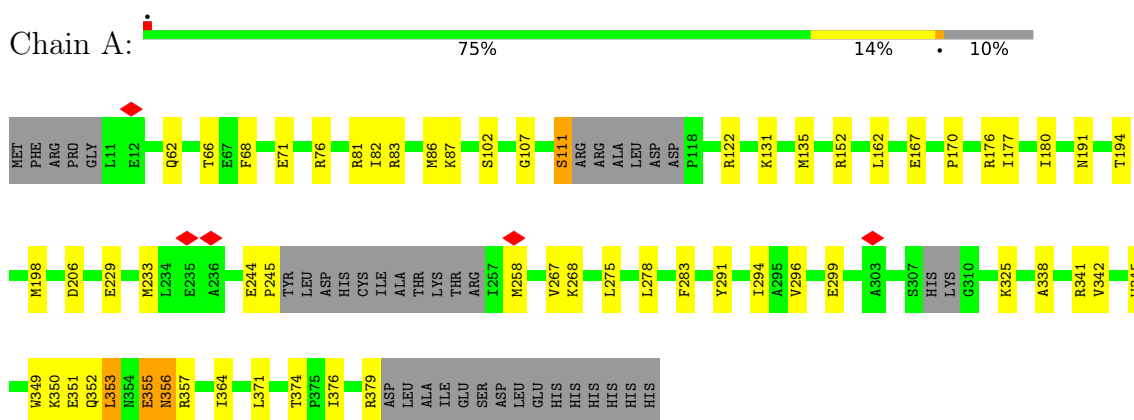 Chain A:
75% 14% • 10%
MET PHE ARG PRO GLY L11 E12 Q62 T66 E67 F68 E71 R76 R81 I82 R83 M86 K87 S102 G107 S111 ARG ARG ALA LEU ASP ASP P118 R122 K131 M135 R152 L162 E167 P170 R176 I177 I180 N191 T194
M198 D206 E229 M233 L234 E235 A236 E244 P245 TYR LEU ASP HIS CYS ILE ALA THR LYS THR ARG I257 M258 V267 K268 L275 L278 F283 Y291 I294 A295 V296 E299 A303 S307 HIS LYS G310 K325 A338 R341 V342
W349 K350 E351 Q352 L353 N354 E355 N356 R357 I364 L371 T374 P375 I376 R379 ASP LEU ALA ILE GLU SER ASP LEU GLU HIS HIS HIS HIS HIS HIS